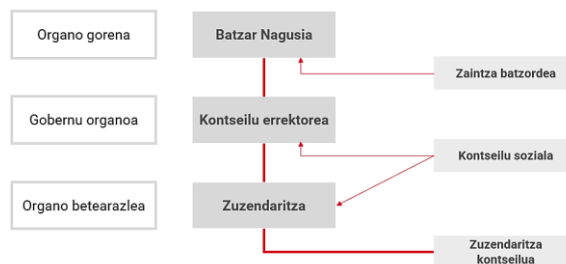 Organo gorena
Batzar Nagusia
Zaintza batzordea
Gobernu organoa
Kontseilu errektorea
Kontseilu soziala
Organo betearazlea
Zuzendaritza
Zuzendaritza
kontseilua